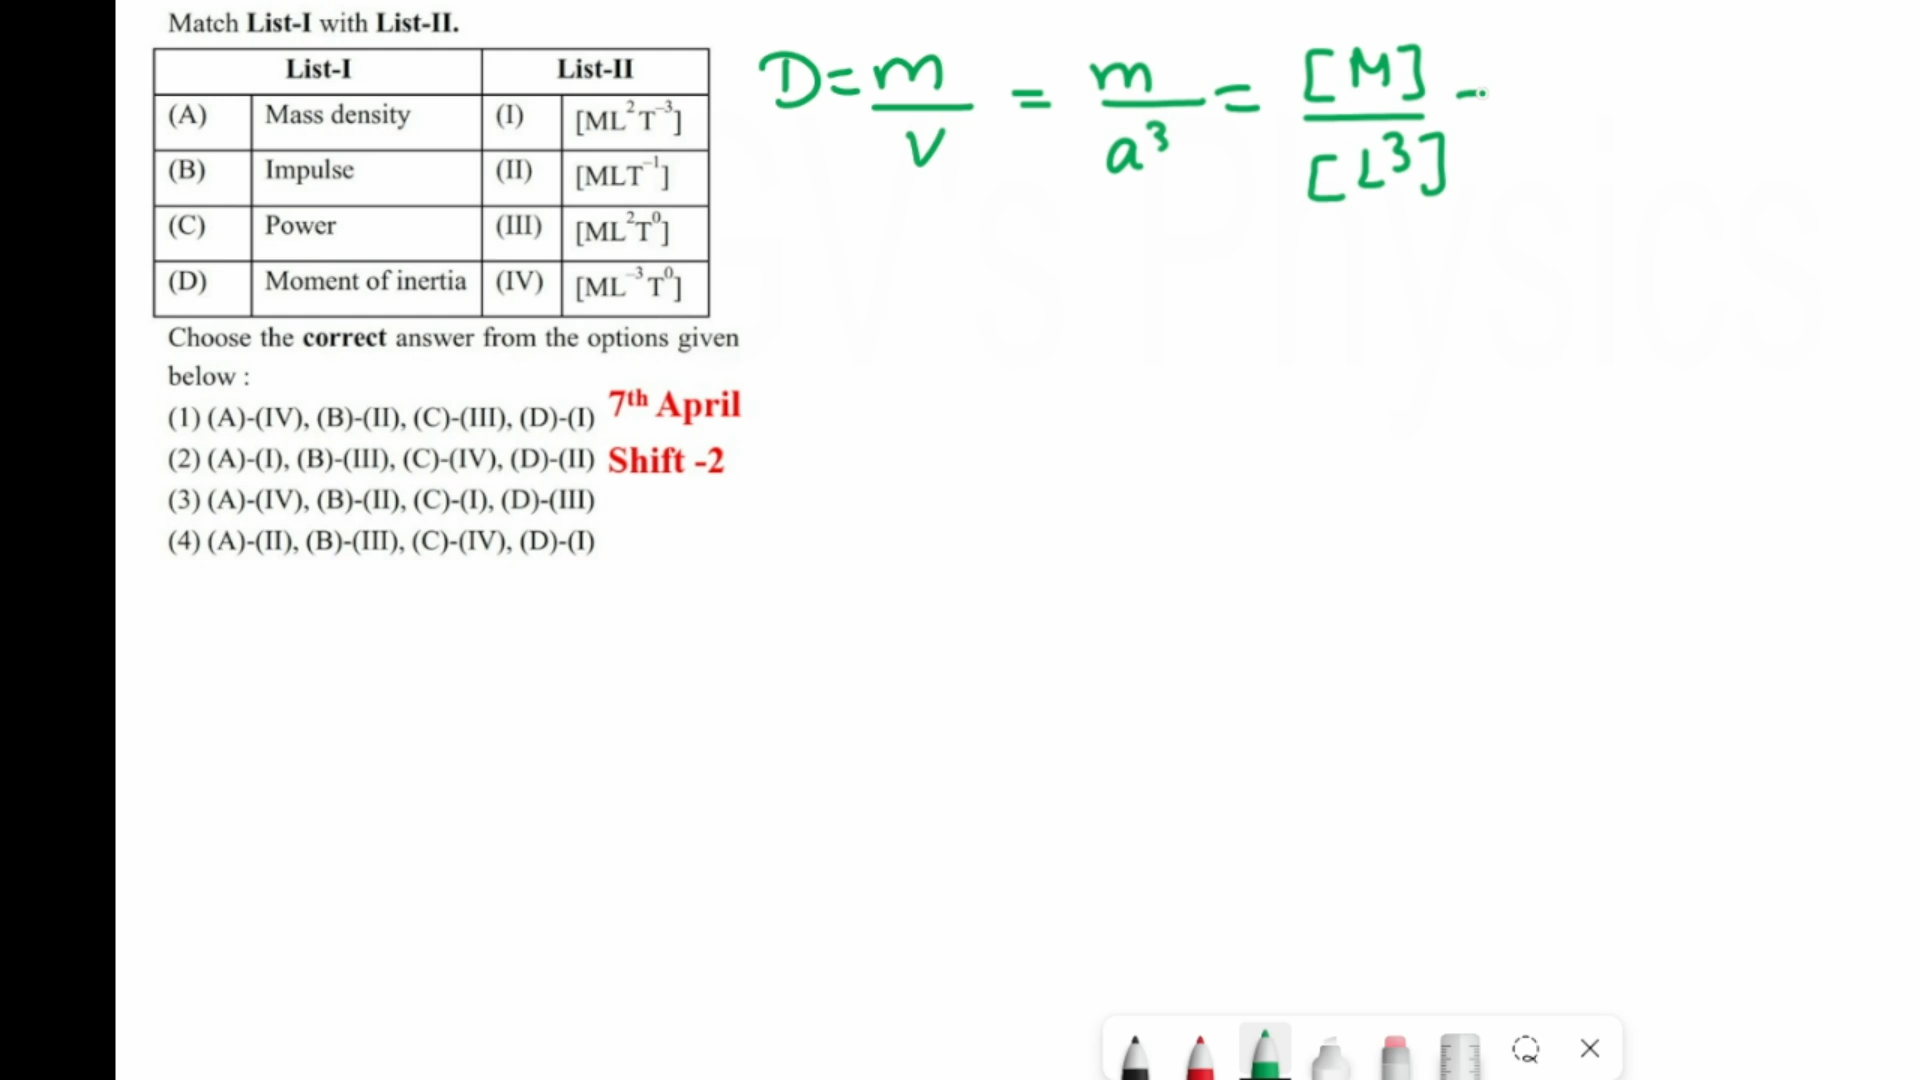 Match List-I with List-II.
List-I List-II
(A) Mass density (I) [ML²T⁻³]
(B) Impulse (II) [MLT⁻¹]
(C) Power (III) [ML²T⁰]
(D) Moment of inertia (IV) [ML⁻³T⁰]
Choose the correct answer from the options given
below :
(1) (A)-(IV), (B)-(II), (C)-(III), (D)-(I)
(2) (A)-(I), (B)-(III), (C)-(IV), (D)-(II)
(3) (A)-(IV), (B)-(II), (C)-(I), (D)-(III)
(4) (A)-(II), (B)-(III), (C)-(IV), (D)-(I)
7th April
Shift -2
D = m/v = m/a³ = [M]/[L³] -
Physics